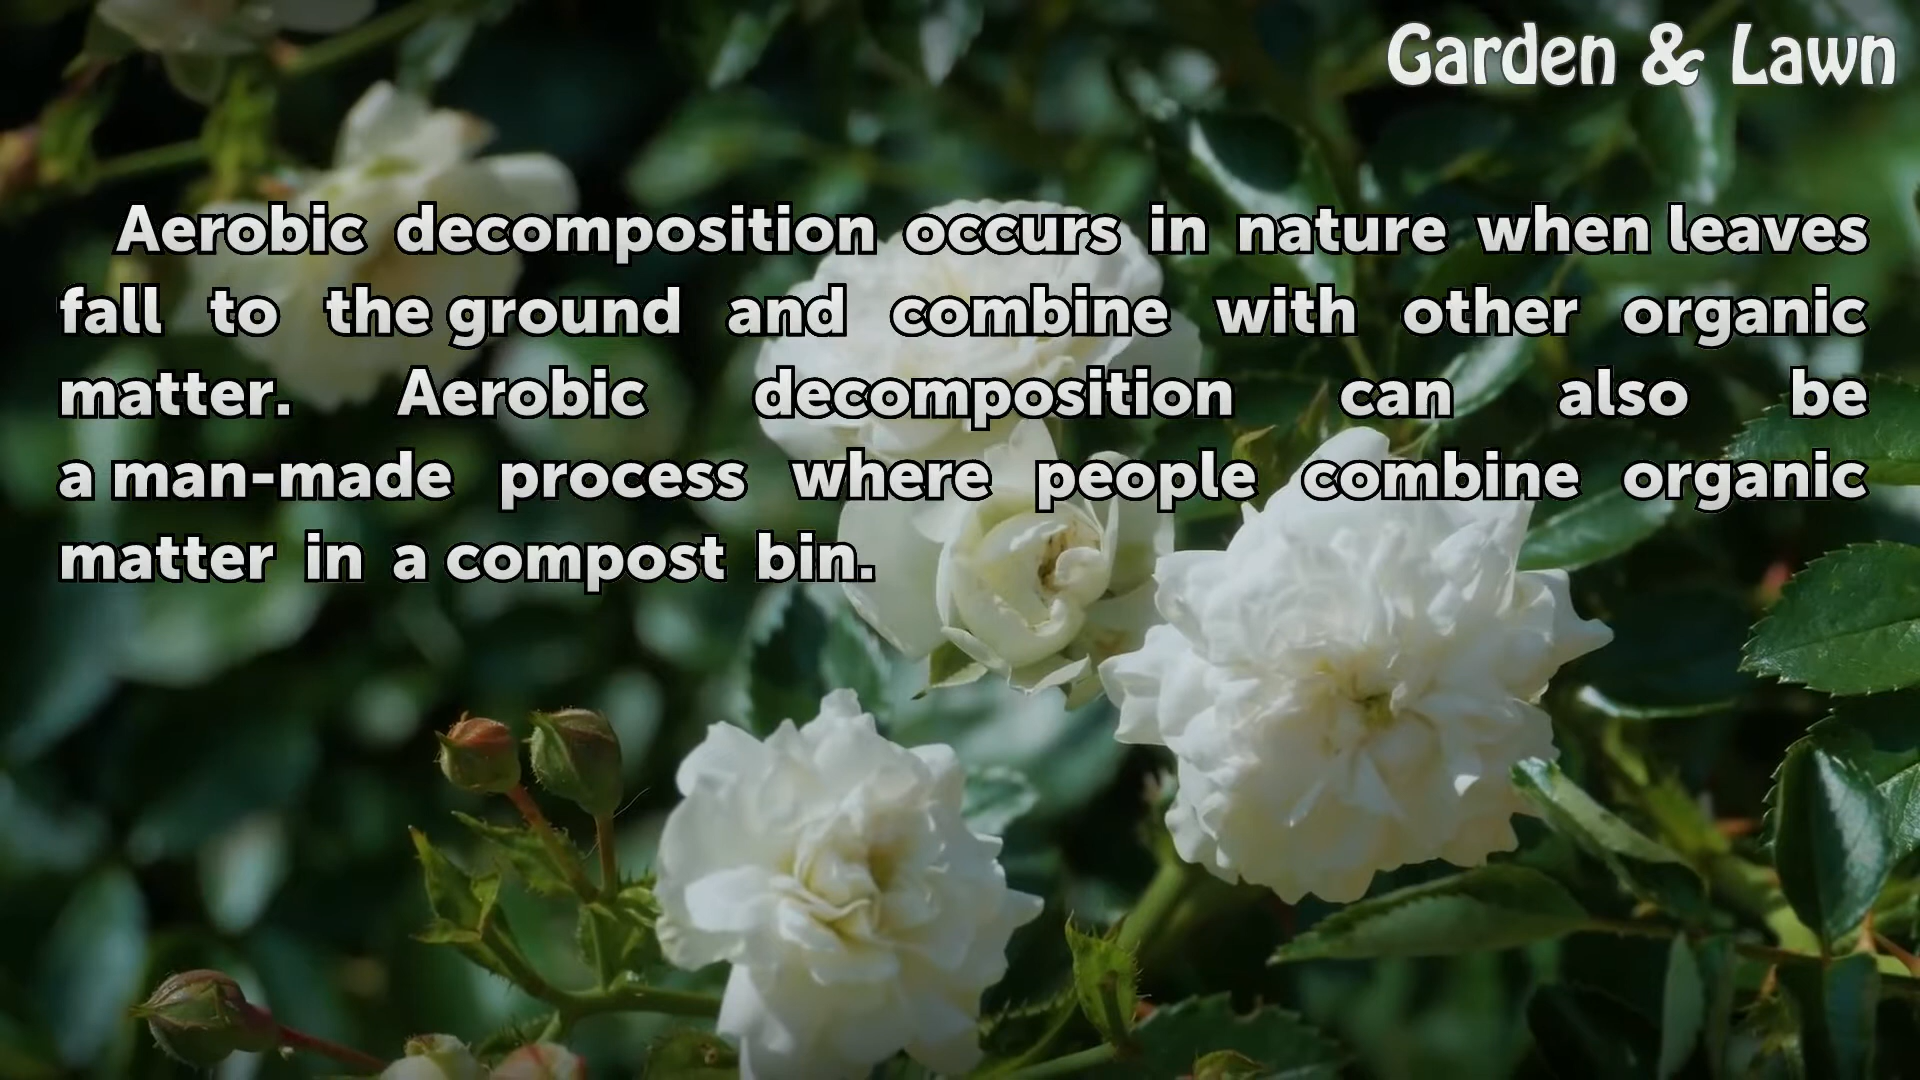 Garden & Lawn
Aerobic decomposition occurs in nature when leaves
fall to the ground and combine with other organic
matter. Aerobic decomposition can also be
a man-made process where people combine organic
matter in a compost bin.